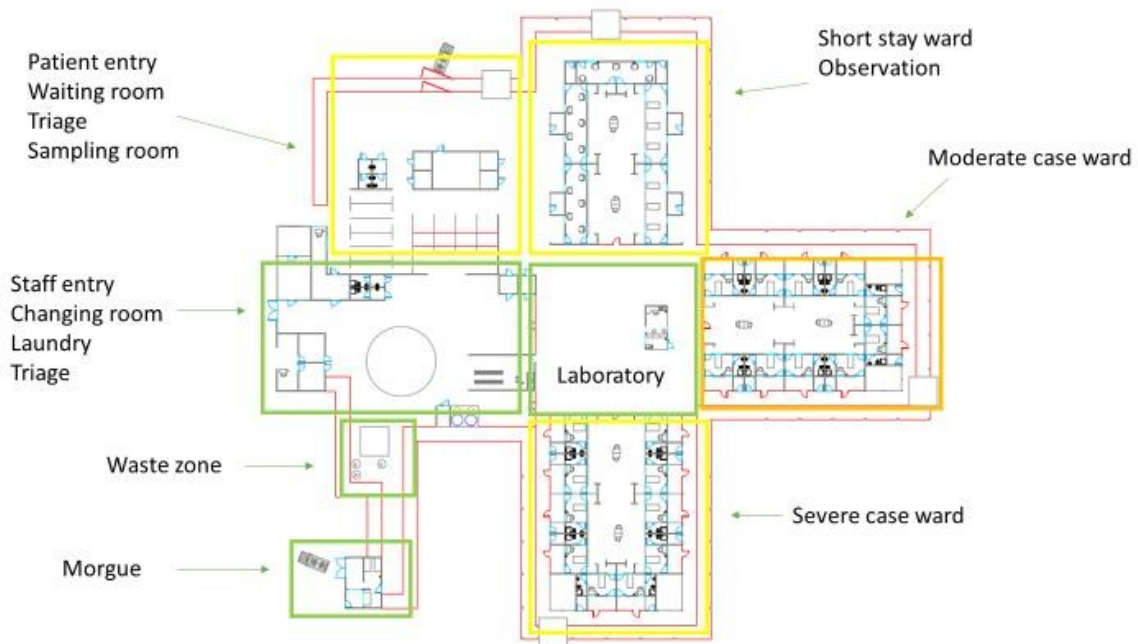 Patient entry
Waiting room
Triage
Sampling room
Short stay ward
Observation
Moderate case ward
Staff entry
Changing room
Laundry
Triage
Laboratory
Waste zone
Severe case ward
Morgue